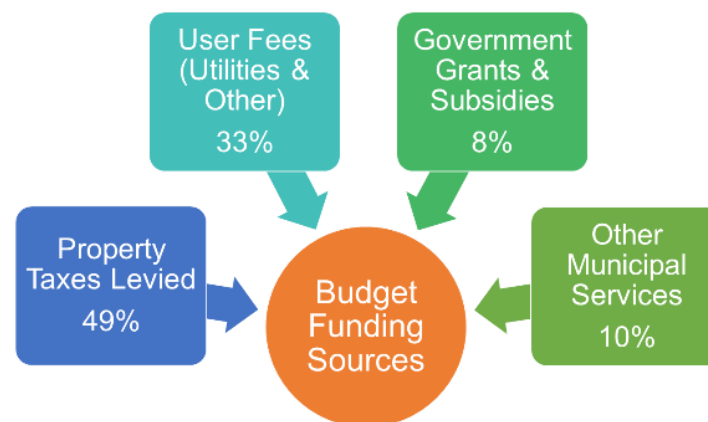 User Fees
(Utilities &
Other)
33%
Government
Grants &
Subsidies
8%
Property
Taxes Levied
49%
Budget
Funding
Sources
Other
Municipal
Services
10%